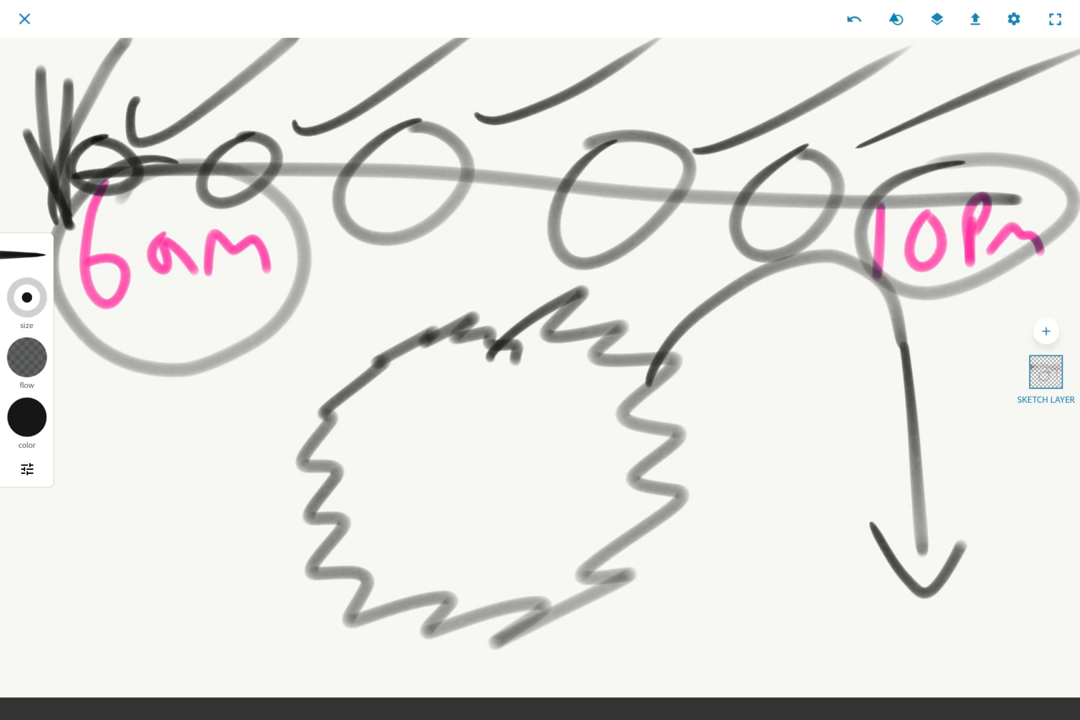 6am
10Pm
size
flow
color
SKETCH LAYER